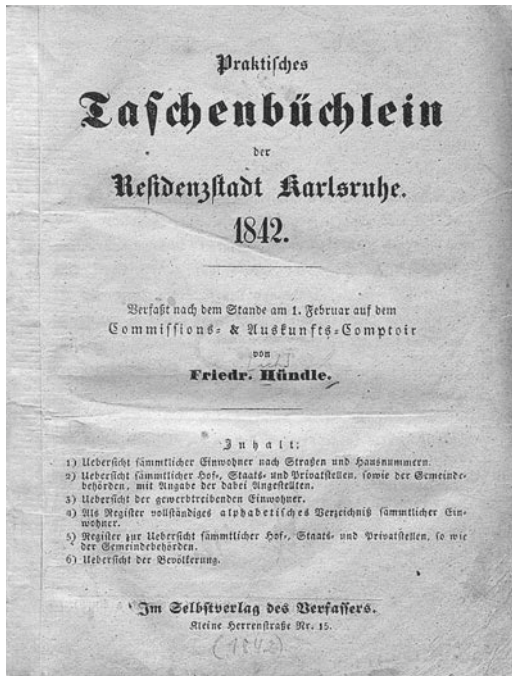 Praktisches
Taschenbüchlein
der
Residenzstadt Karlsruhe.
1842.
Verfaßt nach dem Stande am 1. Februar auf dem
Commissions- & Auskunfts-Comptoir
von
Friedr. Hündle.
Inhalt:
1) Uebersicht sämmtlicher Einwohner nach Straßen und Hausnummern.
2) Uebersicht sämmtlicher Hof-, Staats- und Privatstellen, sowie der Gemeinde-
behörden, mit Angabe der dabei Angestellten.
3) Uebersicht der gewerbtreibenden Einwohner.
4) Als Register vollständiges alphabetisches Verzeichniß sämmtlicher Ein-
wohner.
5) Register zur Uebersicht sämmtlicher Hof-, Staats- und Privatstellen, so wie
der Gemeindebehörden.
6) Uebersicht der Bevölkerung.
Im Selbstverlag des Verfassers.
Kleine Herrenstraße Nr. 15.
(1842)